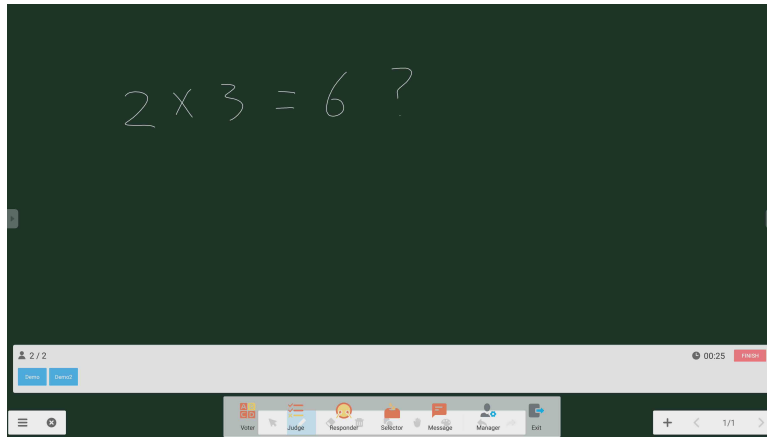 2 × 3 = 6 ?
2 / 2
00:25
FINISH
Demo
Demo2
A B
C D
Voter
Judge
Responder
Selector
Message
Manager
Exit
1/1